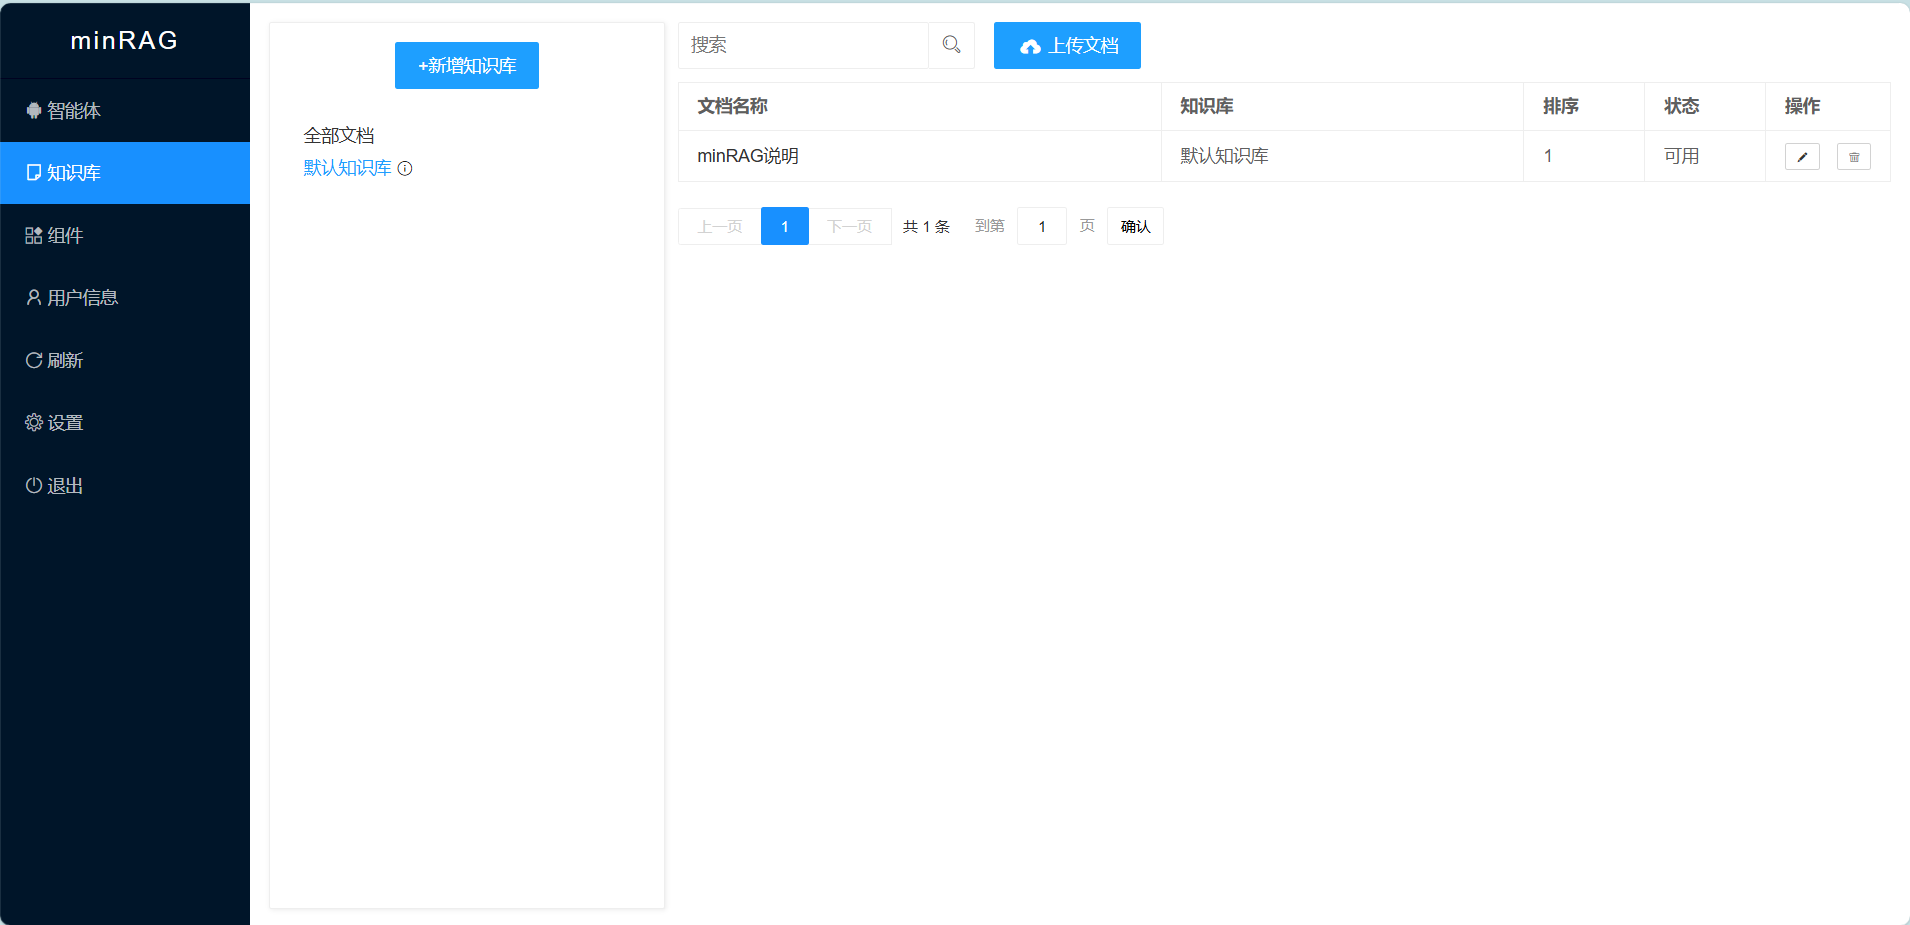 minRAG
智能体
知识库
组件
用户信息
刷新
设置
退出
+新增知识库
全部文档
默认知识库
搜索
上传文档
文档名称 知识库 排序 状态 操作
minRAG说明 默认知识库 1 可用
上一页 1 下一页 共 1 条 到第 1 页 确认